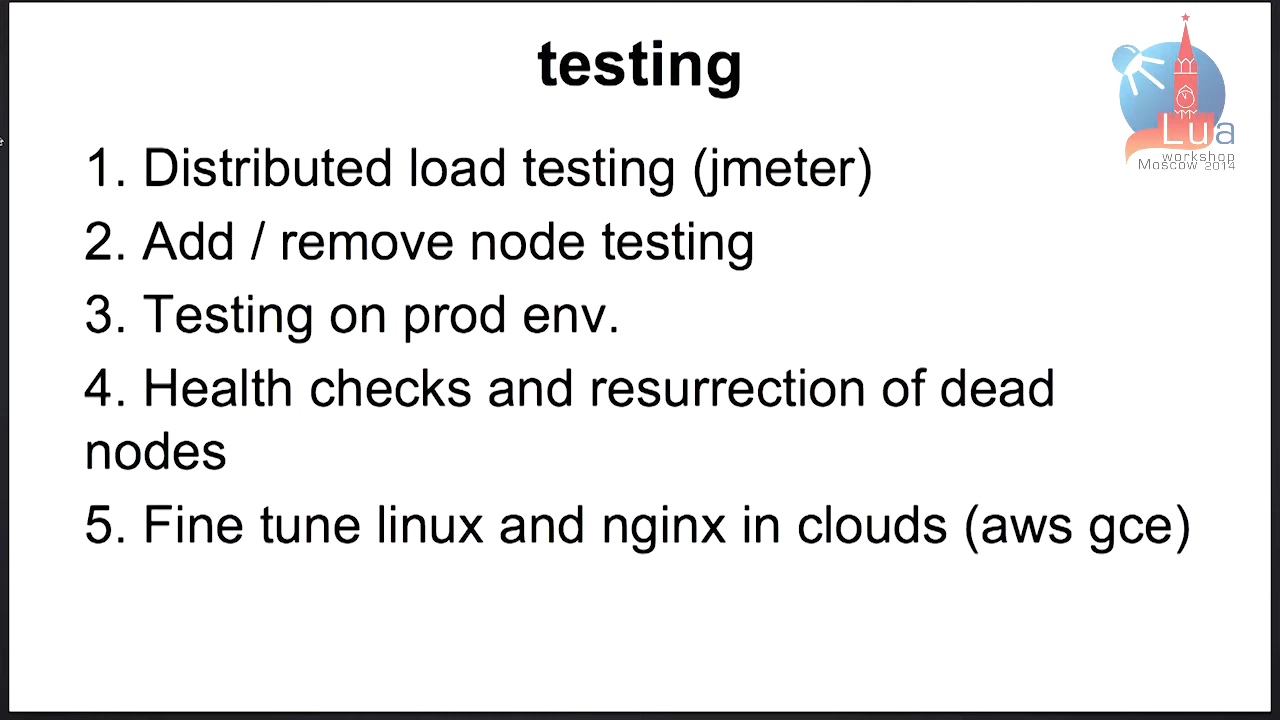 testing
Lua
workshop
Moscow 2014
1. Distributed load testing (jmeter)
2. Add / remove node testing
3. Testing on prod env.
4. Health checks and resurrection of dead
nodes
5. Fine tune linux and nginx in clouds (aws gce)